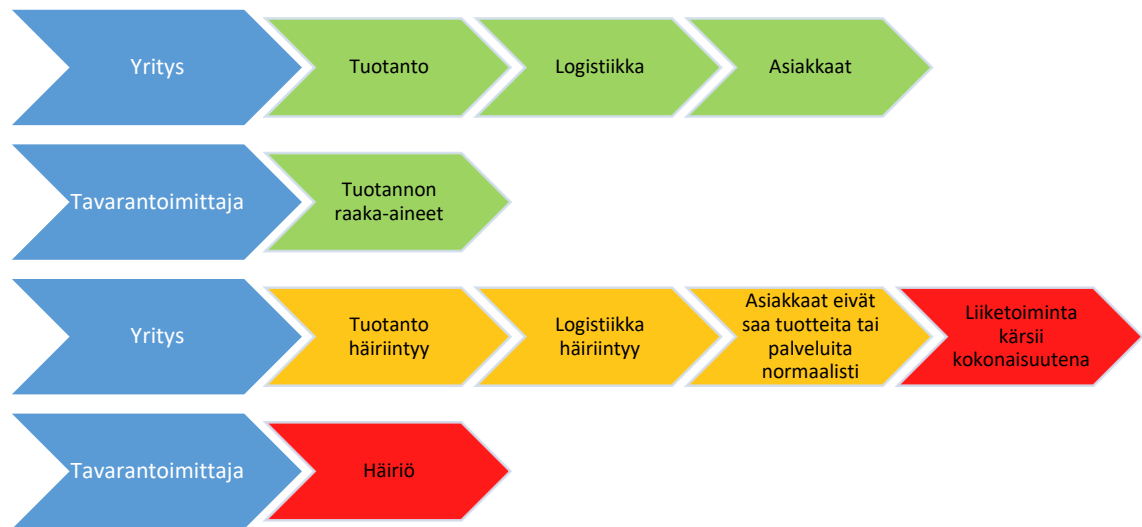 Yritys
Tuotanto
Logistiikka
Asiakkaat
Tavarantoimittaja
Tuotannon
raaka-aineet
Yritys
Tuotanto
häiriintyy
Logistiikka
häiriintyy
Asiakkaat eivät
saa tuotteita tai
palveluita
normaalisti
Liiketoiminta
kärsii
kokonaisuutena
Tavarantoimittaja
Häiriö